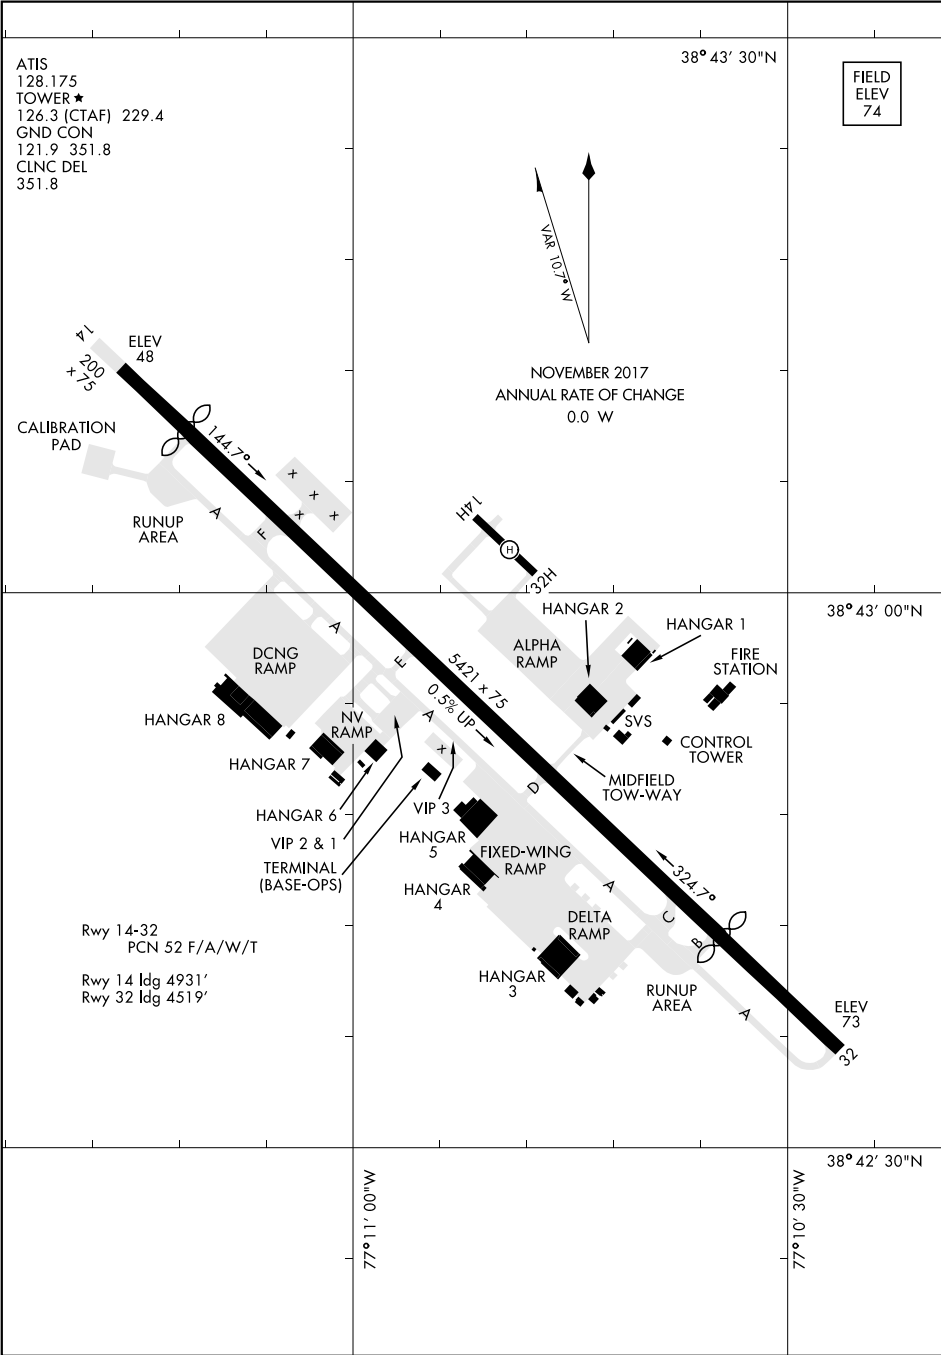 38° 43' 30"N
ATIS
128.175
TOWER ★
126.3 (CTAF) 229.4
GND CON
121.9 351.8
CLNC DEL
351.8
FIELD
ELEV
74
VAR 10.7° W
NOVEMBER 2017
ANNUAL RATE OF CHANGE
0.0 W
14
200
x 75
ELEV
48
CALIBRATION
PAD
144.7°
x
x
x
x
A
F
RUNUP
AREA
14H
H
32H
38° 43' 00"N
HANGAR 2
HANGAR 1
A
DCNG
RAMP
E
ALPHA
RAMP
FIRE
STATION
5421 x 75
0.5% UP
HANGAR 8
NV
RAMP
A
SVS
CONTROL
TOWER
x
HANGAR 7
MIDFIELD
TOW-WAY
D
HANGAR 6
VIP 3
VIP 2 & 1
HANGAR
5
TERMINAL
(BASE-OPS)
FIXED-WING
RAMP
HANGAR
4
A
324.7°
C
B
DELTA
RAMP
Rwy 14-32
PCN 52 F/A/W/T
Rwy 14 ldg 4931'
Rwy 32 ldg 4519'
HANGAR
3
RUNUP
AREA
A
ELEV
73
32
38° 42' 30"N
77° 11' 00"W
77° 10' 30"W